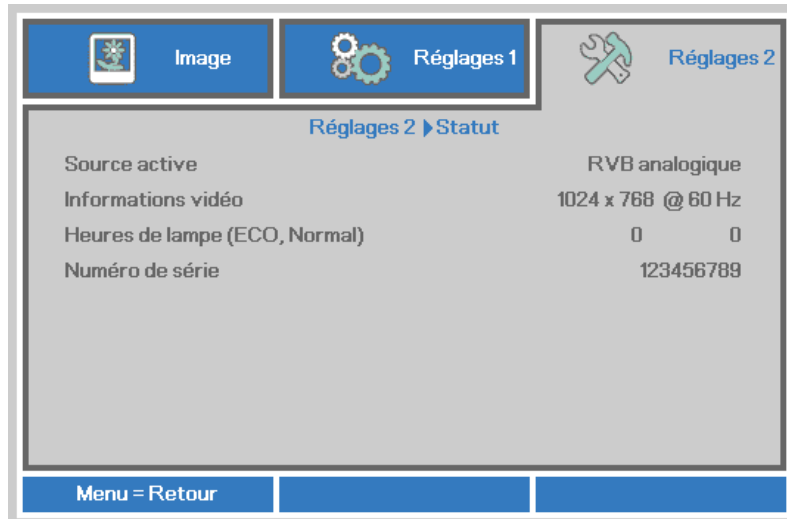 Image
Réglages 1
Réglages 2
Réglages 2 Statut
Source active RVB analogique
Informations vidéo 1024 x 768 @ 60 Hz
Heures de lampe (ECO, Normal) 0 0
Numéro de série 123456789
Menu = Retour